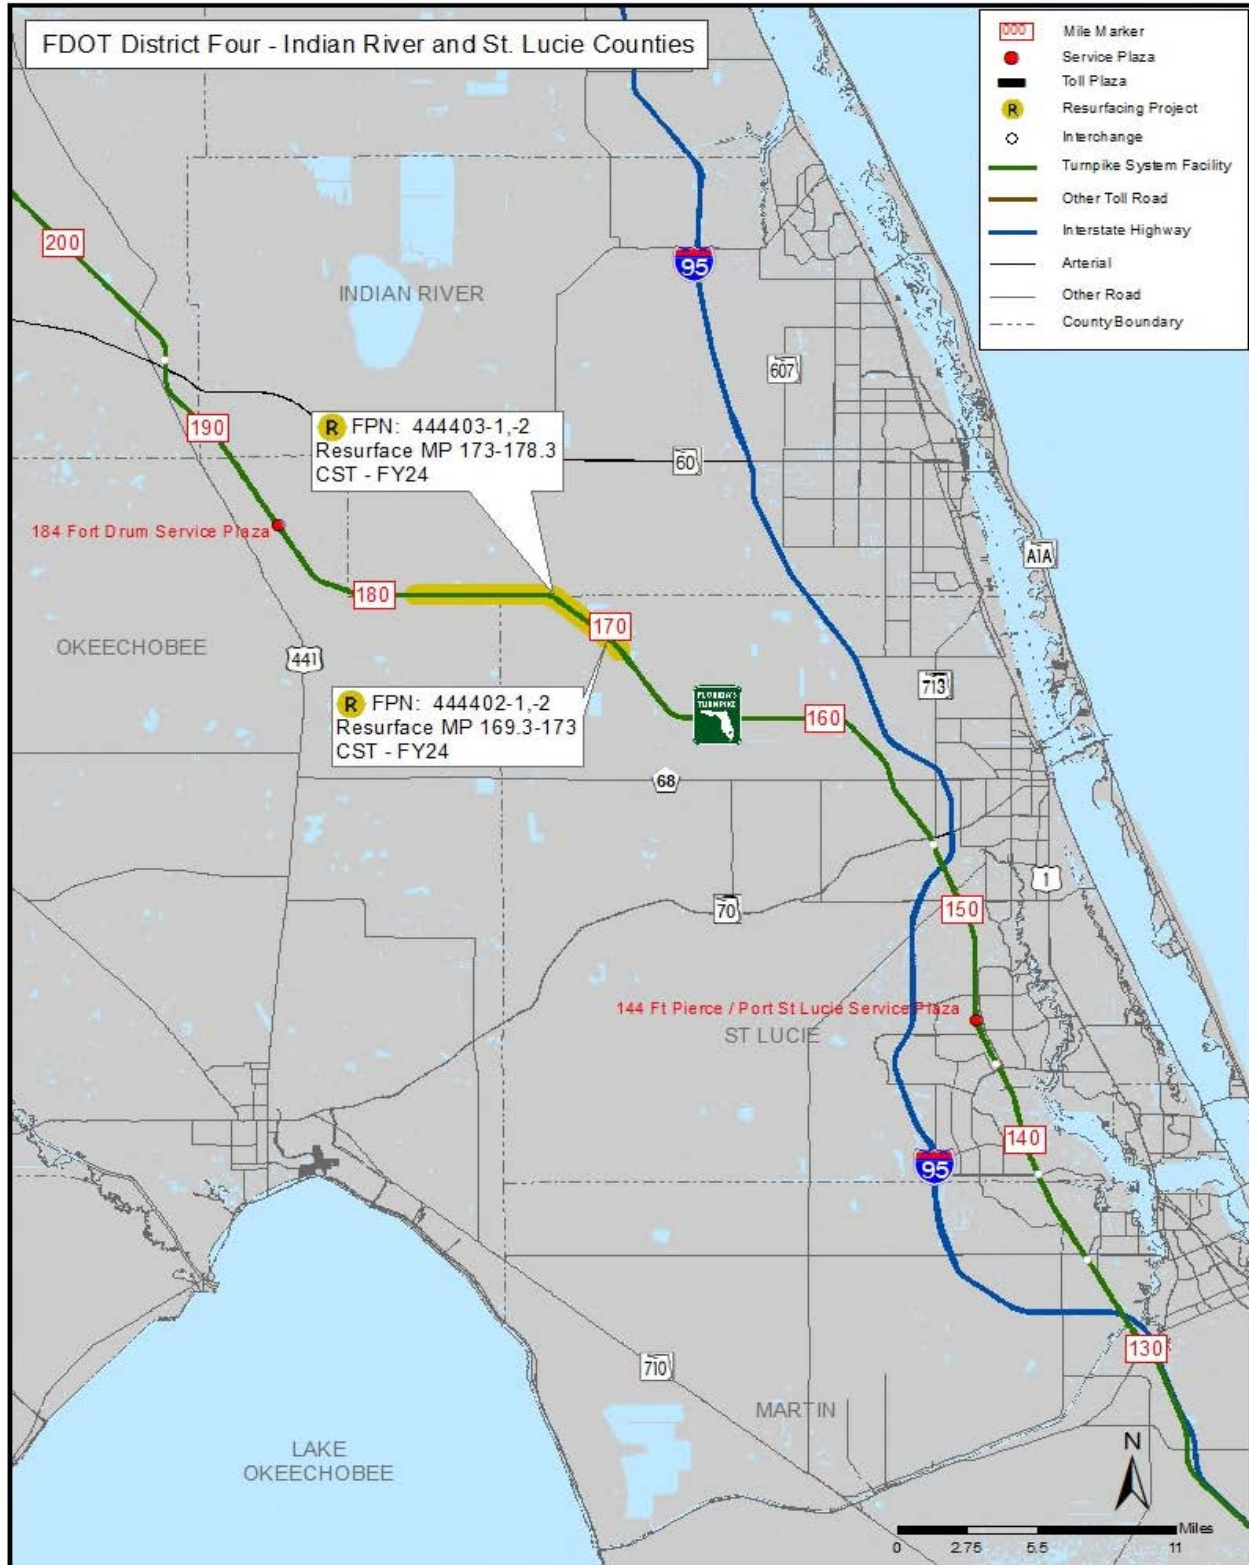 FDOT District Four - Indian River and St. Lucie Counties
000 Mile Marker
Service Plaza
Toll Plaza
R Resurfacing Project
Interchange
Turnpike System Facility
Other Toll Road
Interstate Highway
Arterial
Other Road
County Boundary
200
95
INDIAN RIVER
607
190
R FPN: 444403-1,-2
Resurface MP 173-178.3
CST - FY24
60
184 Fort Drum Service Plaza
A1A
180
170
OKEECHOBEE
441
713
R FPN: 444402-1,-2
Resurface MP 169.3-173
CST - FY24
FLORIDA'S
TURNPIKE
160
68
1
70
150
144 Ft Pierce / Port St Lucie Service Plaza
ST LUCIE
140
95
130
710
MARTIN
LAKE
OKEECHOBEE
N
Miles
0 2.75 5.5 11